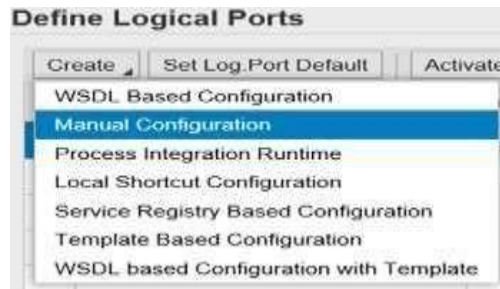 Define Logical Ports
Create Set Log.Port Default Activate
WSDL Based Configuration
Manual Configuration
Process Integration Runtime
Local Shortcut Configuration
Service Registry Based Configuration
Template Based Configuration
WSDL based Configuration with Template